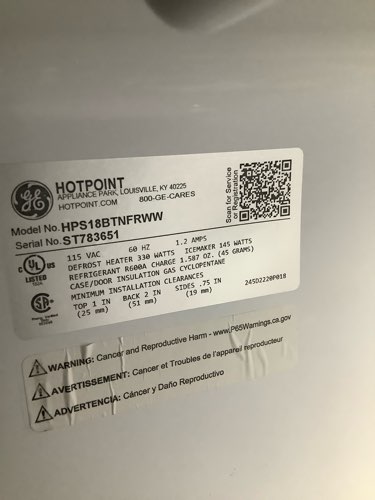 HOTPOINT
APPLIANCE PARK, LOUISVILLE, KY 40225
HOTPOINT.COM 800-GE-CARES
Scan for Service
or Registration
Model No. HPS18BTNFRWW
Serial No. ST783651
115 VAC 60 HZ 1.2 AMPS
DEFROST HEATER 330 WATTS ICEMAKER 145 WATTS
REFRIGERANT R600A CHARGE 1.587 OZ. (45 GRAMS)
CASE/DOOR INSULATION GAS CYCLOPENTANE
MINIMUM INSTALLATION CLEARANCES
TOP 1 IN BACK 2 IN SIDES .75 IN 245D2220P018
(25 mm) (51 mm) (19 mm)
GE
C UL US
LISTED
WARNING: Cancer and Reproductive Harm - www.P65Warnings.ca.gov
AVERTISSEMENT: Cancer et Troubles de l'appareil reproducteur
ADVERTENCIA: Cáncer y Daño Reproductivo